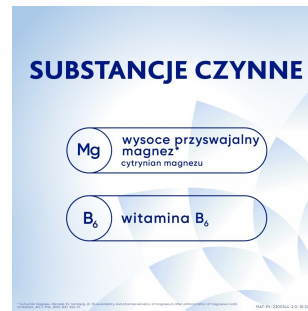 SUBSTANCJE CZYNNE
Mg
wysoce przyswajalny
magnez*
cytrynian magnezu
B₆
witamina B₆